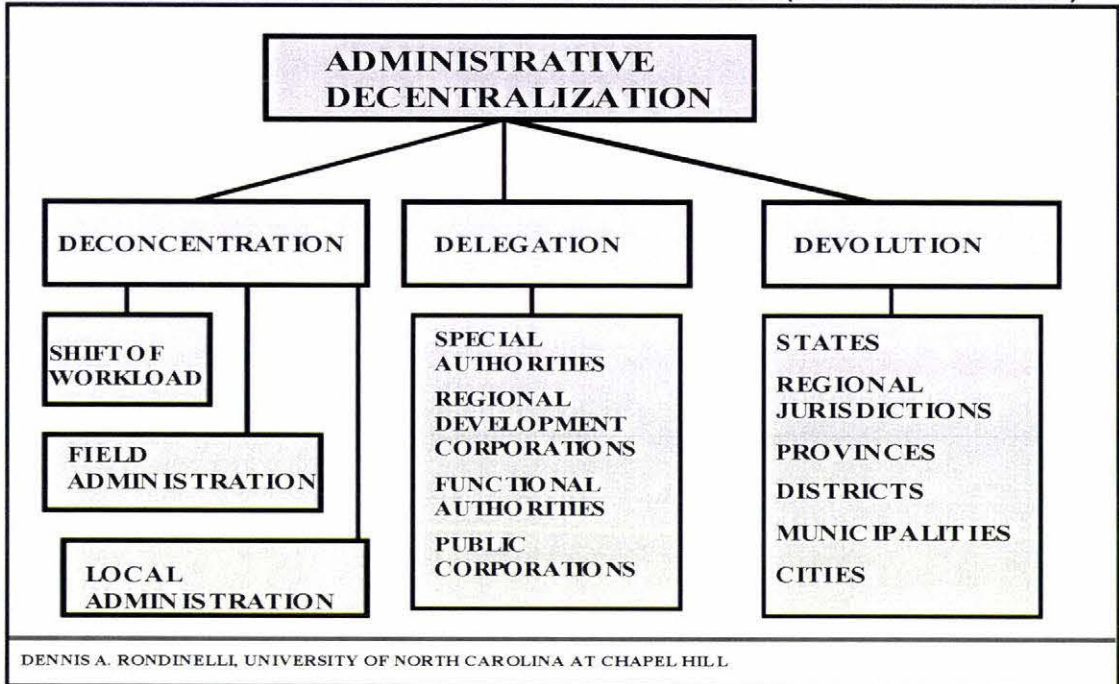 ADMINISTRATIVE
DECENTRALIZATION
DECONCENTRATION
DELEGATION
DEVOLUTION
SHIFT OF
WORKLOAD
FIELD
ADMINISTRATION
LOCAL
ADMINISTRATION
SPECIAL
AUTHORITIES
REGIONAL
DEVELOPMENT
CORPORATIONS
FUNCTIONAL
AUTHORITIES
PUBLIC
CORPORATIONS
STATES
REGIONAL
JURISDICTIONS
PROVINCES
DISTRICTS
MUNICIPALITIES
CITIES
DENNIS A. RONDINELLI, UNIVERSITY OF NORTH CAROLINA AT CHAPEL HILL